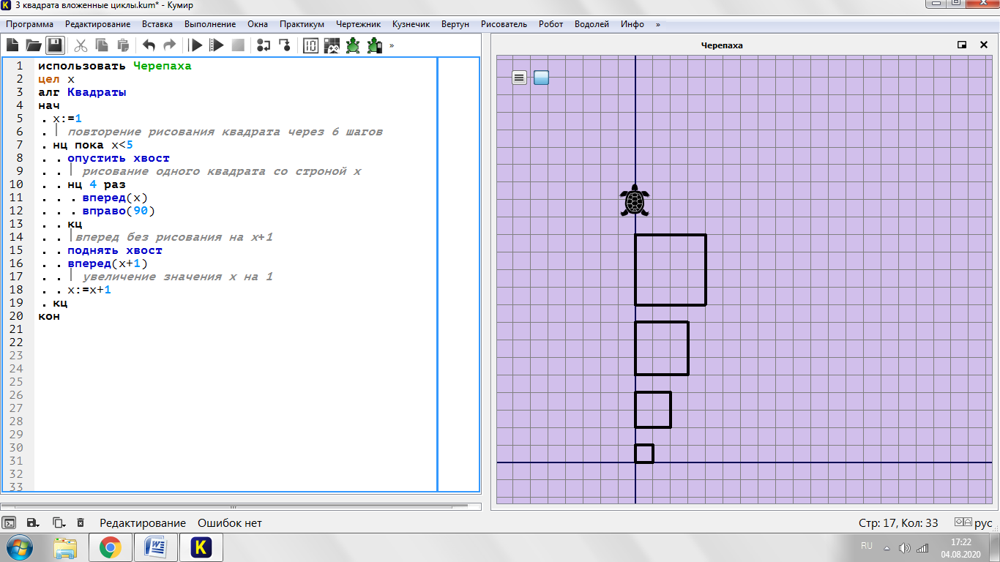 3 квадрата вложенные циклы.kum* - Кумир
Программа Редактирование Вставка Выполнение Окна Практикум Чертежник Кузнечик Вертун Рисователь Робот Водолей Инфо »
»
Черепаха
1 использовать Черепаха
2 цел x
3 алг Квадраты
4 нач
5 . x:=1
6 . | повторение рисования квадрата через 6 шагов
7 . нц пока x<5
8 . . опустить хвост
9 . . | рисование одного квадрата со строной x
10 . . нц 4 раз
11 . . . вперед(x)
12 . . . вправо(90)
13 . . кц
14 . . |вперед без рисования на x+1
15 . . поднять хвост
16 . . вперед(x+1)
17 . . | увеличение значения x на 1
18 . . x:=x+1
19 . кц
20 кон
21
22
23
24
25
26
27
28
29
30
31
32
33
Редактирование Ошибок нет Стр: 17, Кол: 33 рус
RU 17:22
04.08.2020